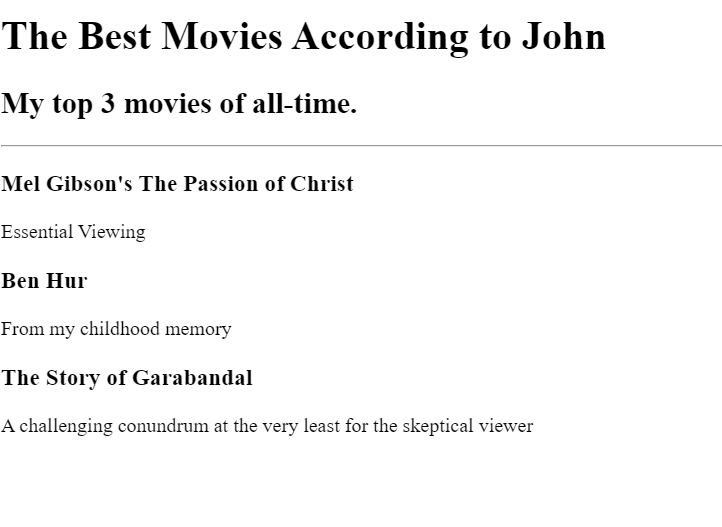 The Best Movies According to John
My top 3 movies of all-time.
Mel Gibson's The Passion of Christ
Essential Viewing
Ben Hur
From my childhood memory
The Story of Garabandal
A challenging conundrum at the very least for the skeptical viewer